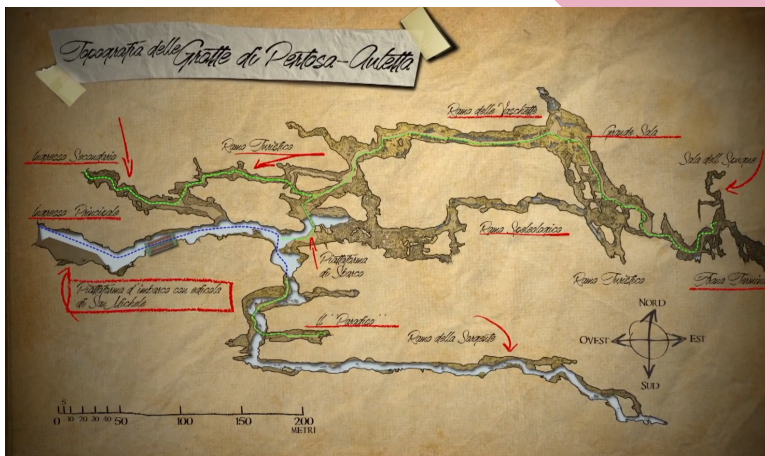 Topografia delle Grotte di Pertosa-Auletta
Ramo delle Vaschette
Grande Sala
Ingresso Secondario
Ramo Turistico
Sala delle Spugne
Ingresso Principale
Piattaforma
di Sbarco
Ramo Speleologico
Piattaforma d'imbarco con edicola
di San Michele
Ramo Turistico
Frana
Il "Paradiso"
Ramo della Sorgente
NORD
OVEST
EST
SUD
0 5 10 20 30 40 50 100 150 200
METRI